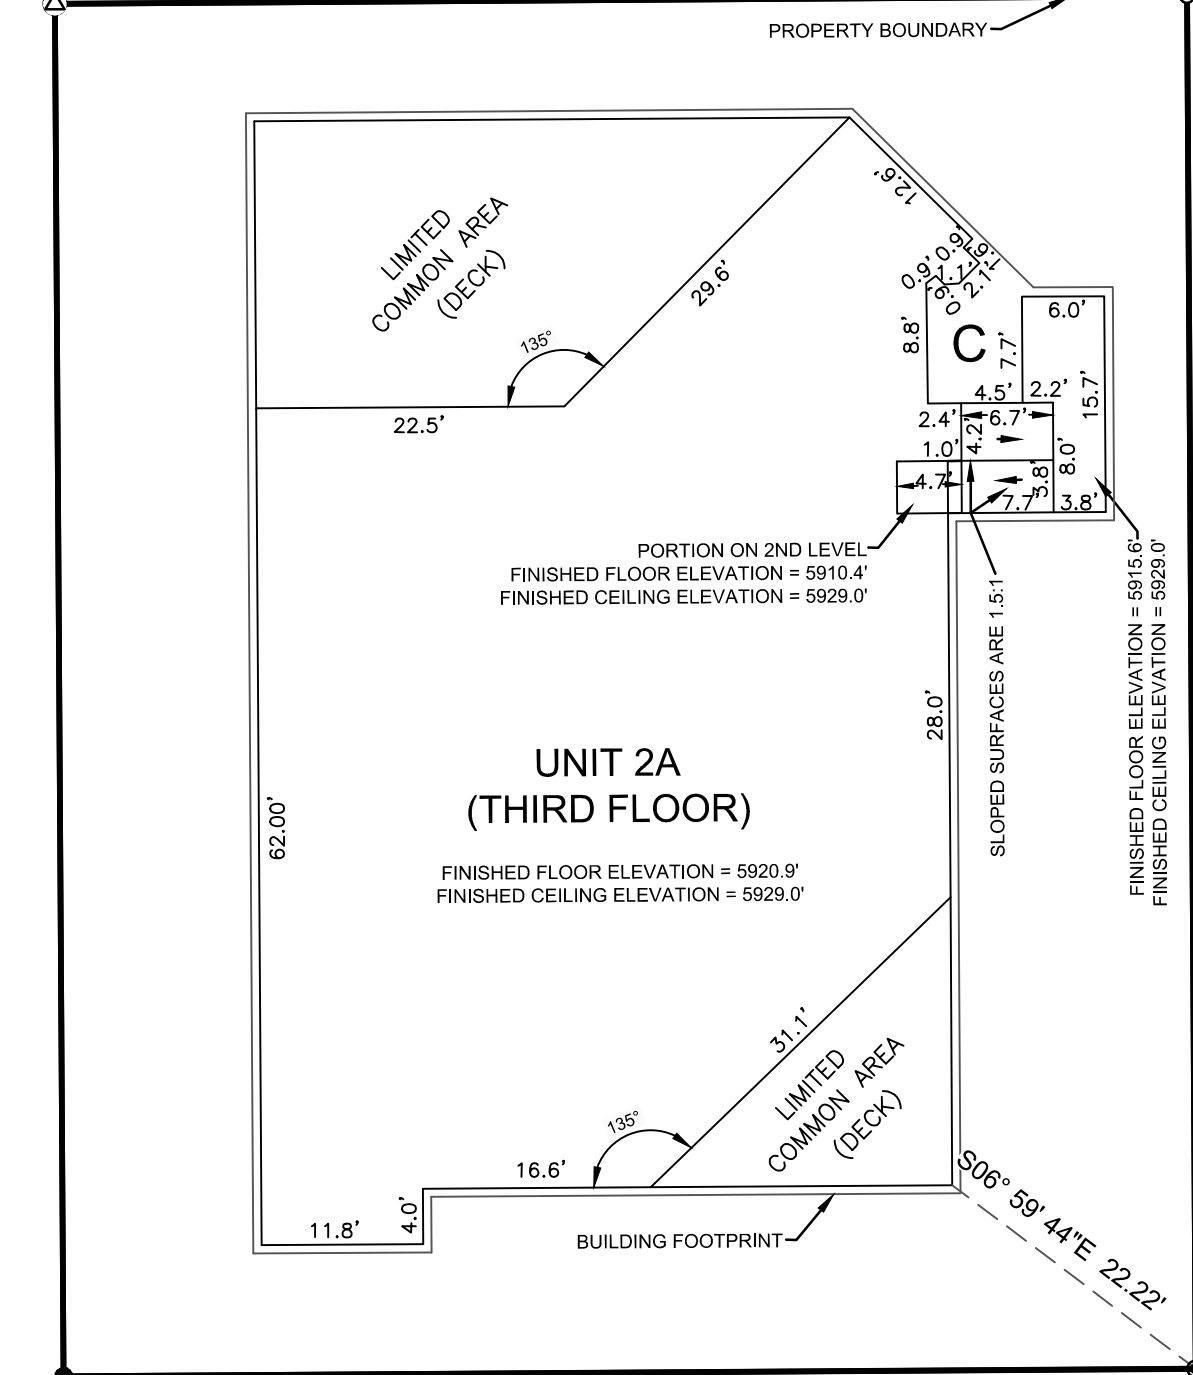 PROPERTY BOUNDARY
LIMITED
COMMON AREA
(DECK)
12.6'
29.6'
135°
22.5'
0.6'
1.6'
0.9'
1.1'
2.1'
0.9'
8.8'
C
7.7'
6.0'
15.7'
4.5'
2.2'
2.4'
6.7'
4.2'
1.0'
8.0'
4.7'
3.8'
7.7'
3.8'
PORTION ON 2ND LEVEL
FINISHED FLOOR ELEVATION = 5910.4'
FINISHED CEILING ELEVATION = 5929.0'
SLOPED SURFACES ARE 1.5:1
FINISHED FLOOR ELEVATION = 5915.6'
FINISHED CEILING ELEVATION = 5929.0'
28.0'
UNIT 2A
(THIRD FLOOR)
62.00'
FINISHED FLOOR ELEVATION = 5920.9'
FINISHED CEILING ELEVATION = 5929.0'
31.1'
LIMITED
COMMON AREA
(DECK)
135°
16.6'
4.0'
11.8'
BUILDING FOOTPRINT
S06° 59' 44"E 22.22'